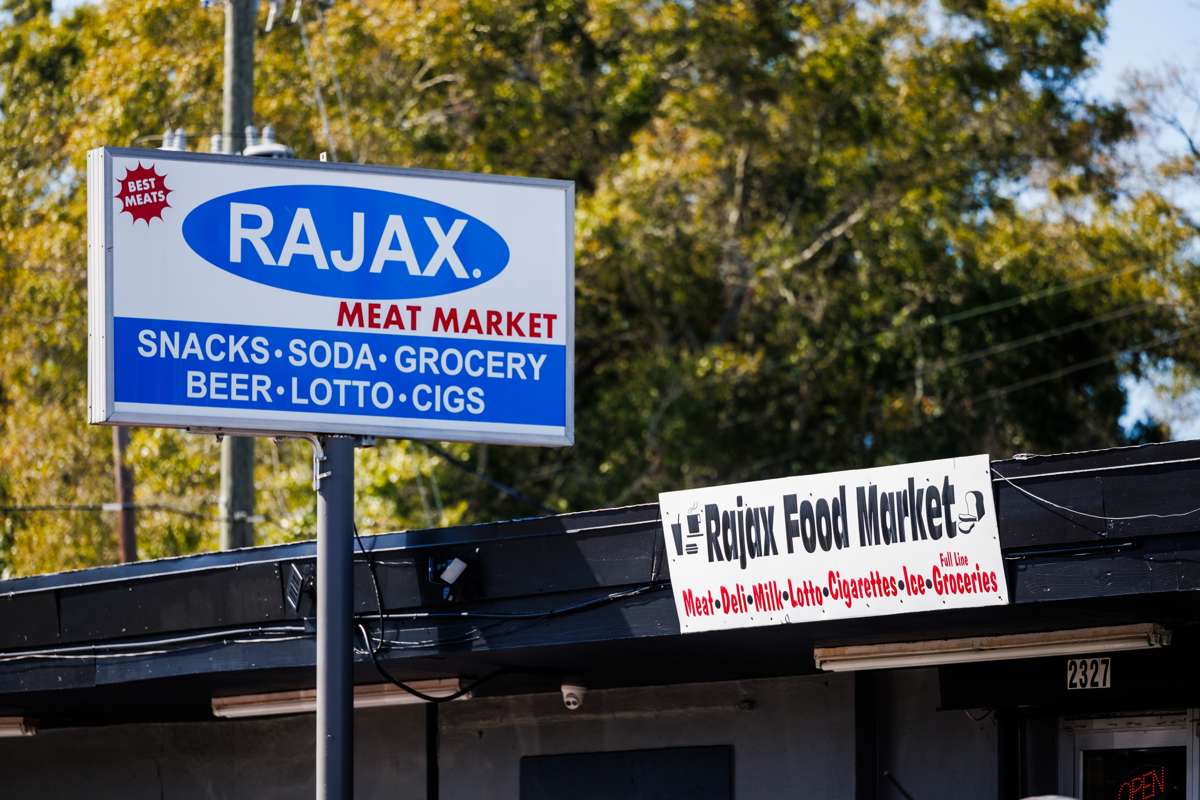 BEST
MEATS
RAJAX.
MEAT MARKET
SNACKS•SODA•GROCERY
BEER•LOTTO•CIGS
Rajax Food Market
Full Line
Meat•Deli•Milk•Lotto•Cigarettes•Ice•Groceries
2327
OPEN